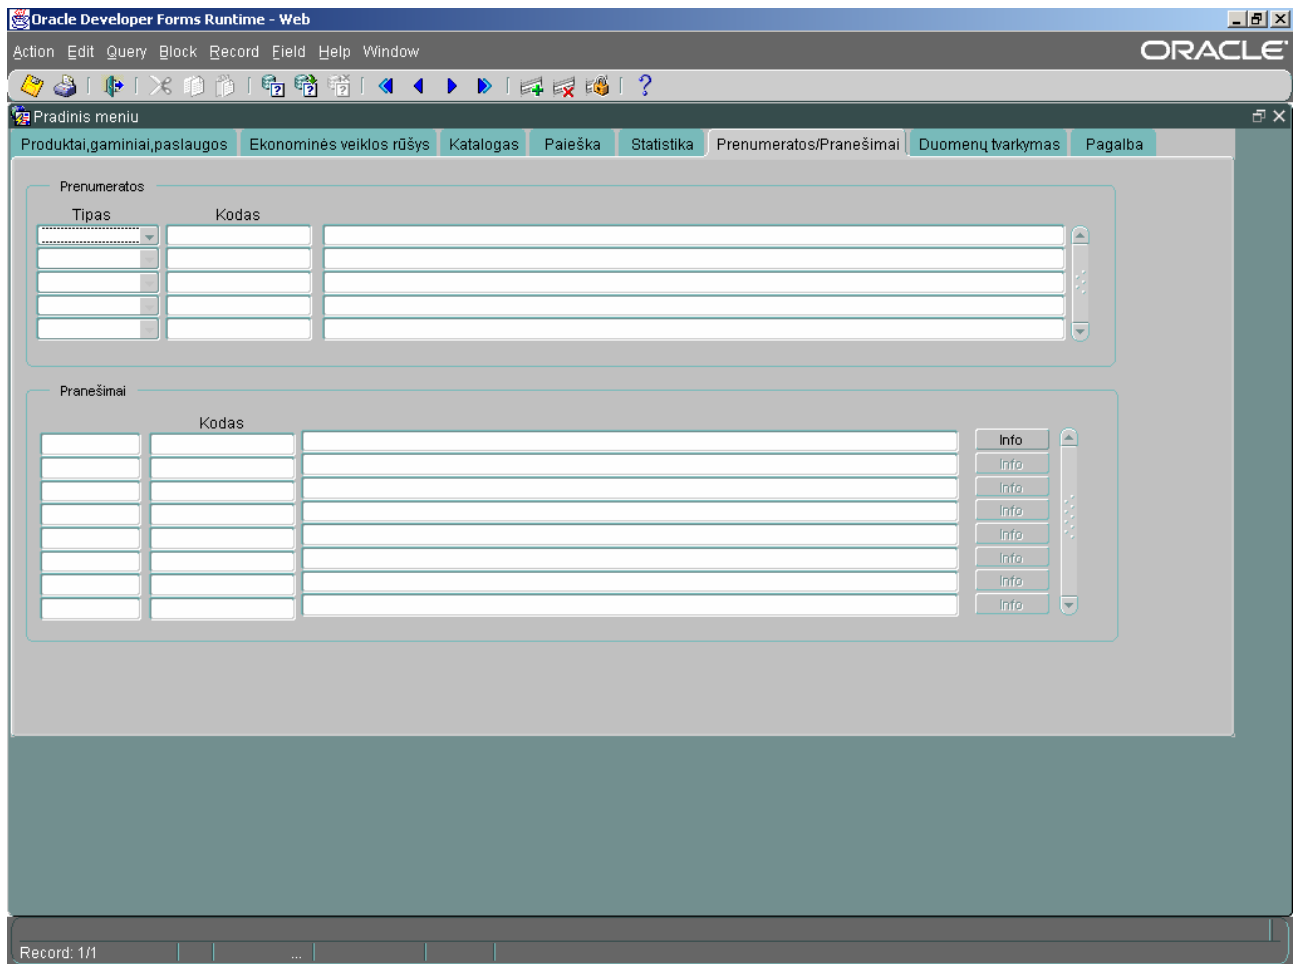 Oracle Developer Forms Runtime - Web
Action Edit Query Block Record Field Help Window
ORACLE
Pradinis meniu
Produktai,gaminiai,paslaugos Ekonominės veiklos rūšys Katalogas Paieška Statistika Prenumeratos/Pranešimai Duomenų tvarkymas Pagalba
Prenumeratos
Tipas Kodas
Pranešimai
Kodas
Info
Info
Info
Info
Info
Info
Info
Info
Record: 1/1 ...